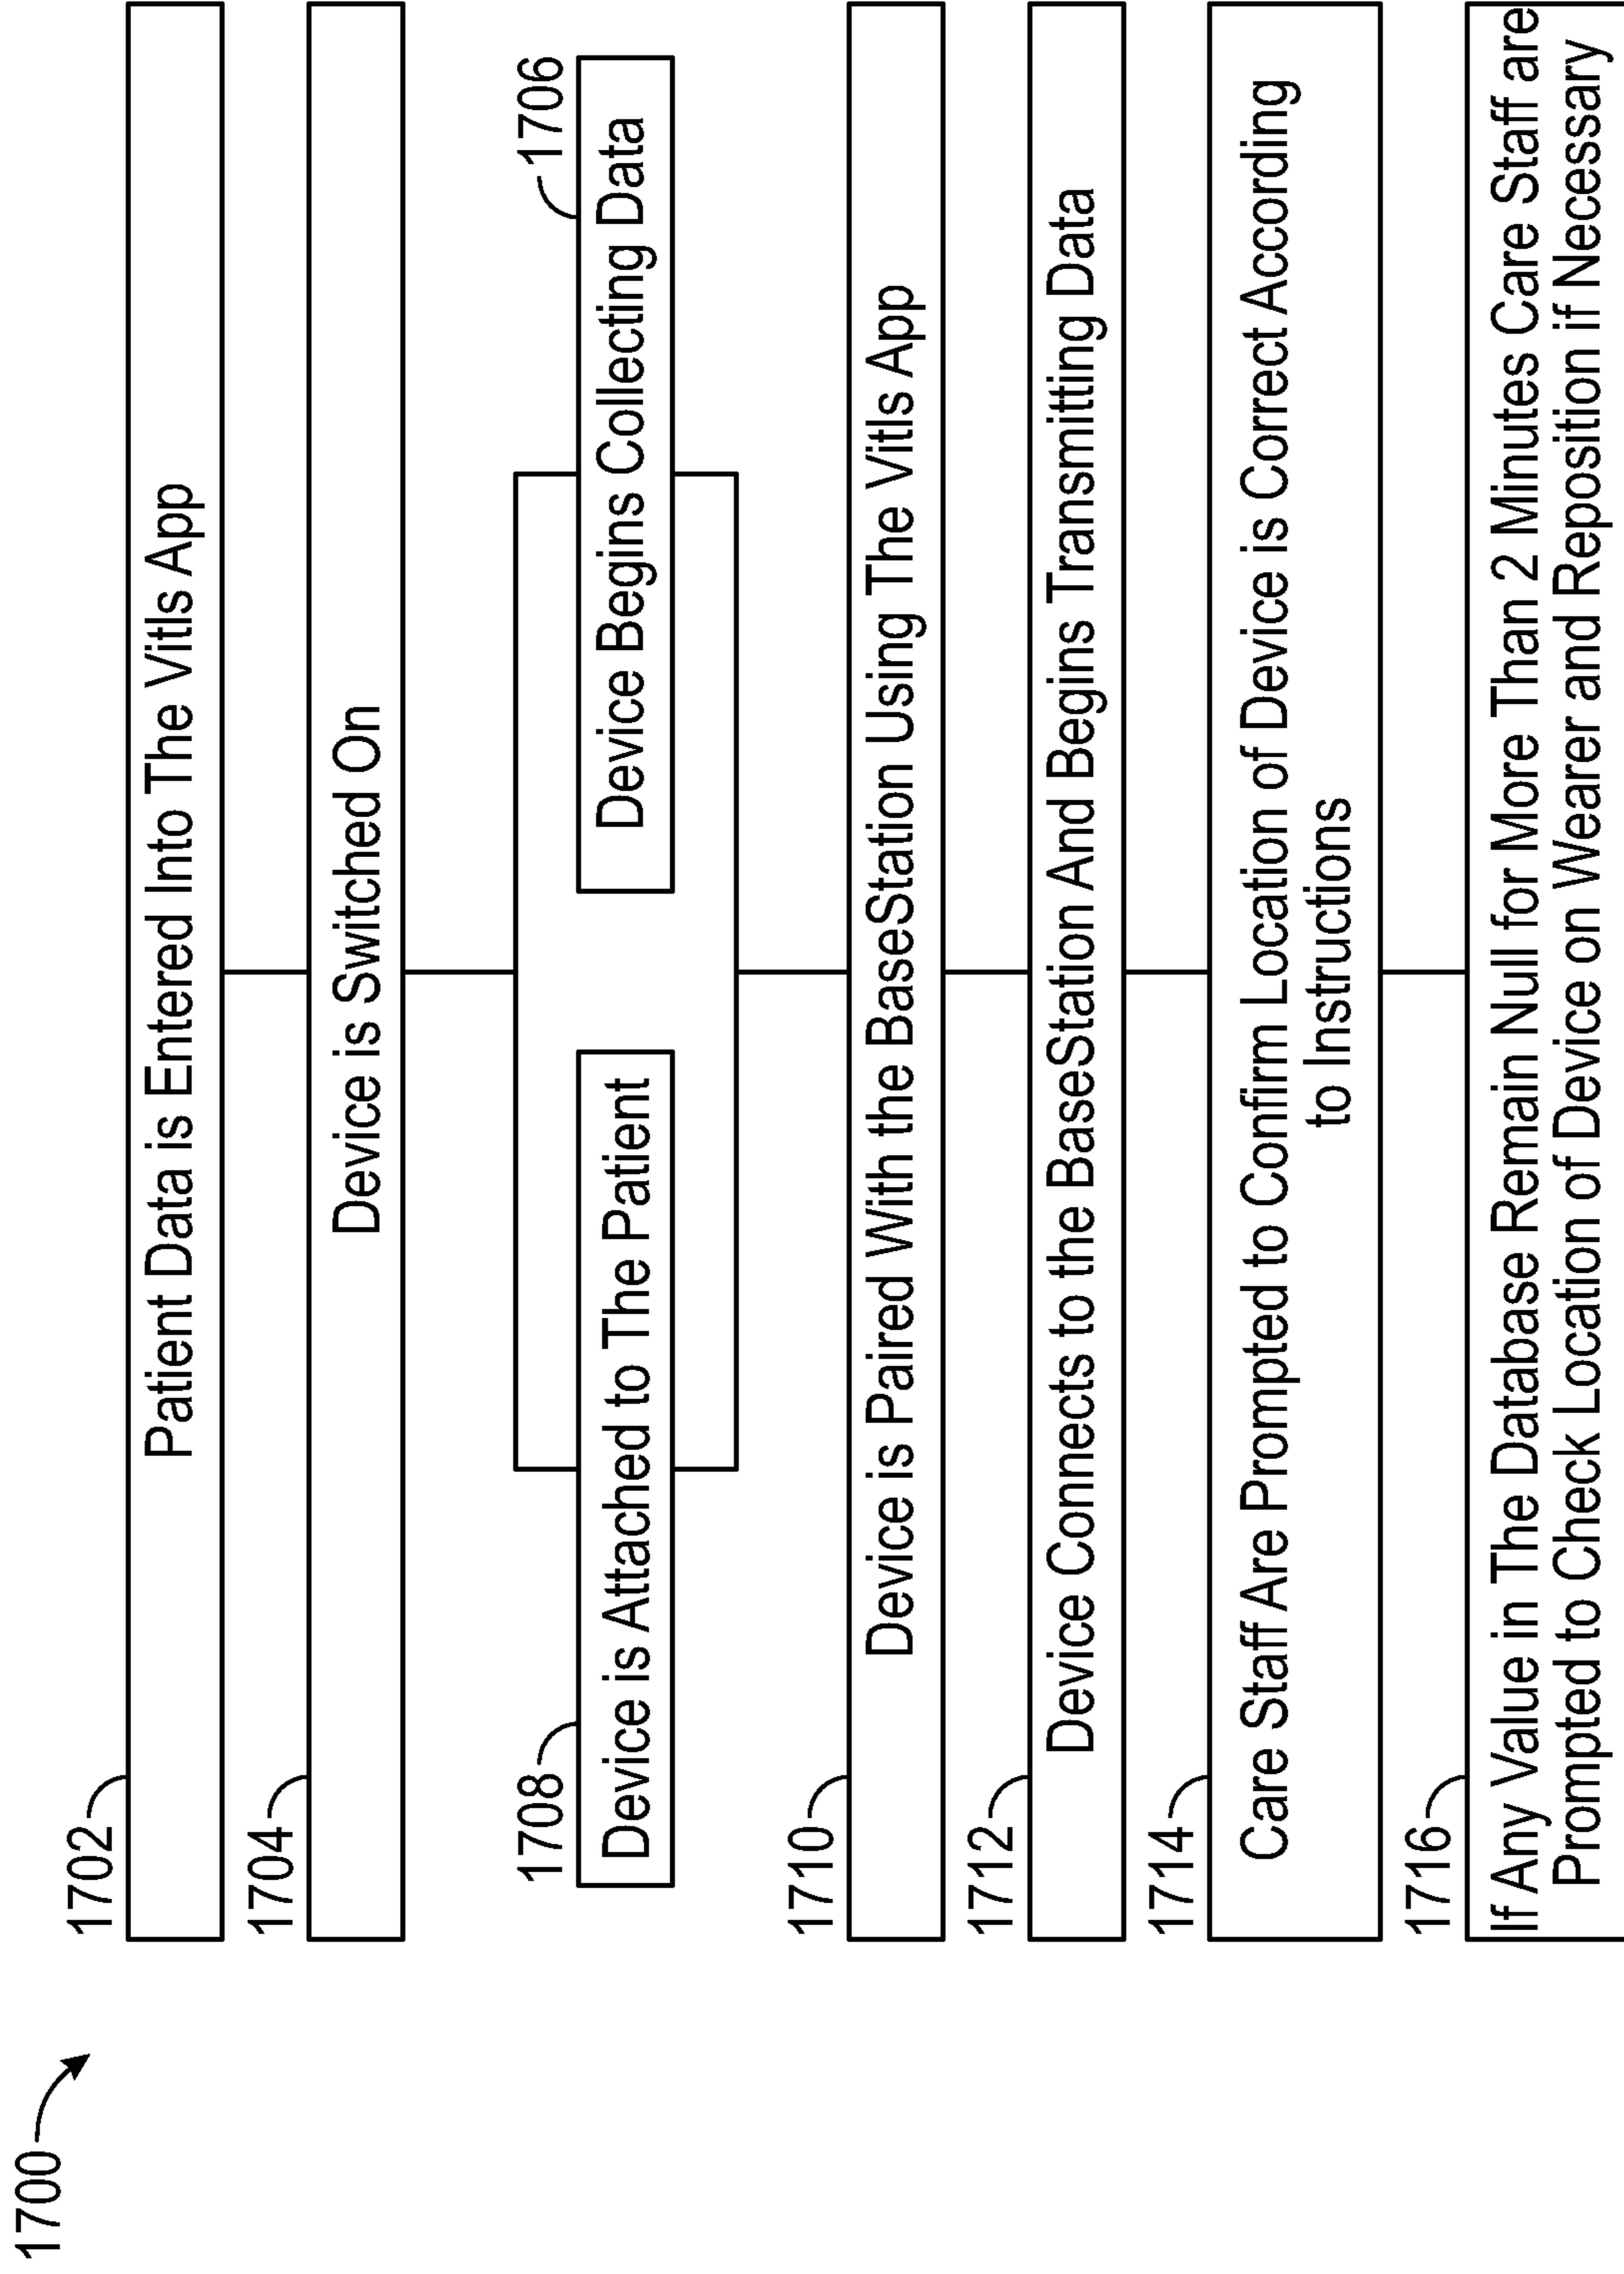 1700
1702
Patient Data is Entered Into The Vitls App
1704
Device is Switched On
1708
Device is Attached to The Patient
1706
Device Begins Collecting Data
1710
Device is Paired With the BaseStation Using The Vitls App
1712
Device Connects to the BaseStation And Begins Transmitting Data
1714
Care Staff Are Prompted to Confirm Location of Device is Correct According
to Instructions
1716
If Any Value in The Database Remain Null for More Than 2 Minutes Care Staff are
Prompted to Check Location of Device on Wearer and Reposition if Necessary